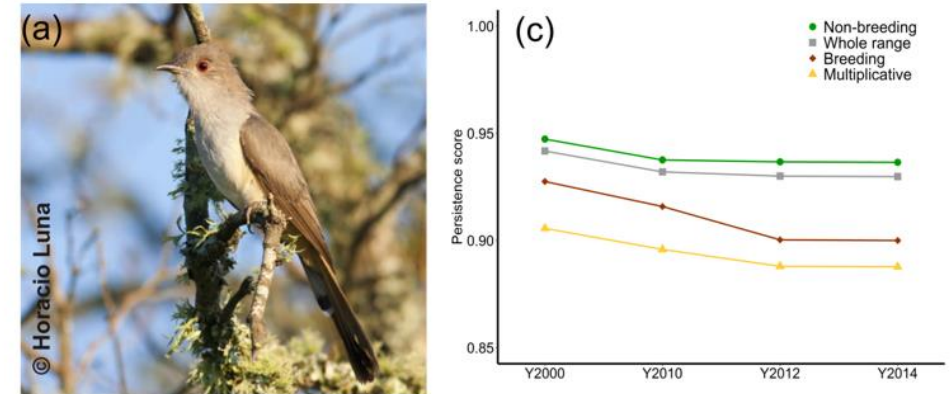 (a)
© Horacio Luna
(c)
Non-breeding
Whole range
Breeding
Multiplicative
Persistence score
1.00
0.95
0.90
0.85
Y2000
Y2010
Y2012
Y2014